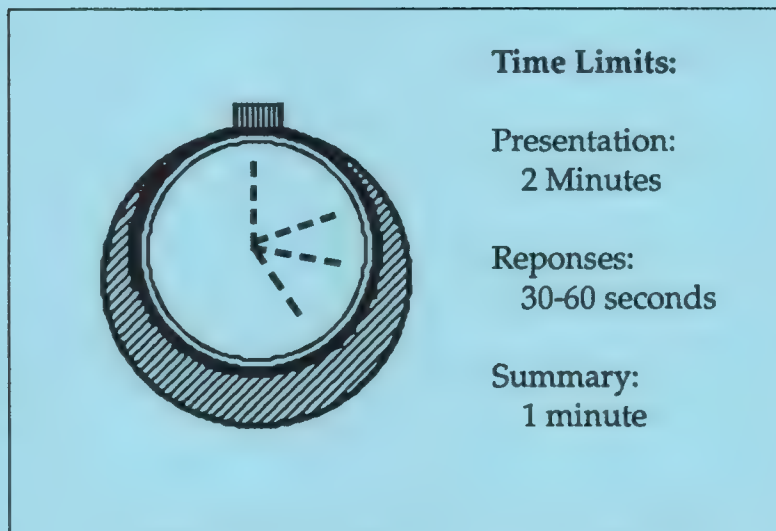 Time Limits:
Presentation:
2 Minutes
Reponses:
30-60 seconds
Summary:
1 minute